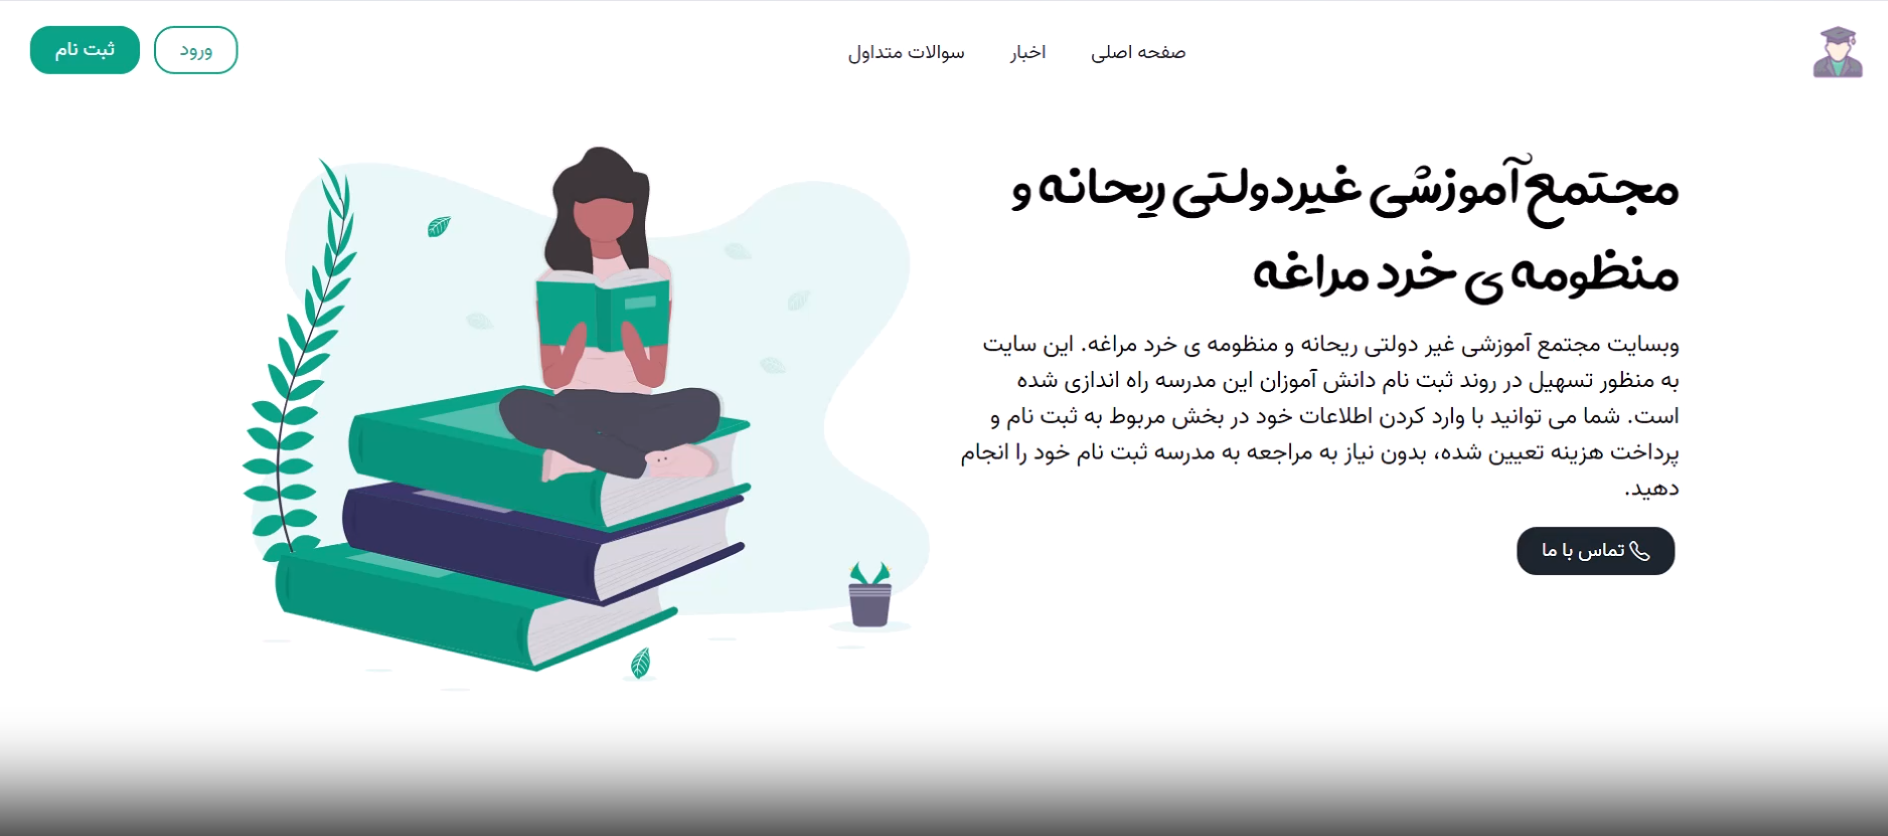 صفحه اصلی
اخبار
سوالات متداول
ورود
ثبت نام
مجتمع آموزشی غیردولتی ریحانه و
منظومه ی خرد مراغه
وبسایت مجتمع آموزشی غیر دولتی ریحانه و منظومه ی خرد مراغه. این سایت
به منظور تسهیل در روند ثبت نام دانش آموزان این مدرسه راه اندازی شده
است. شما می توانید با وارد کردن اطلاعات خود در بخش مربوط به ثبت نام و
پرداخت هزینه تعیین شده، بدون نیاز به مراجعه به مدرسه ثبت نام خود را انجام
دهید.
تماس با ما